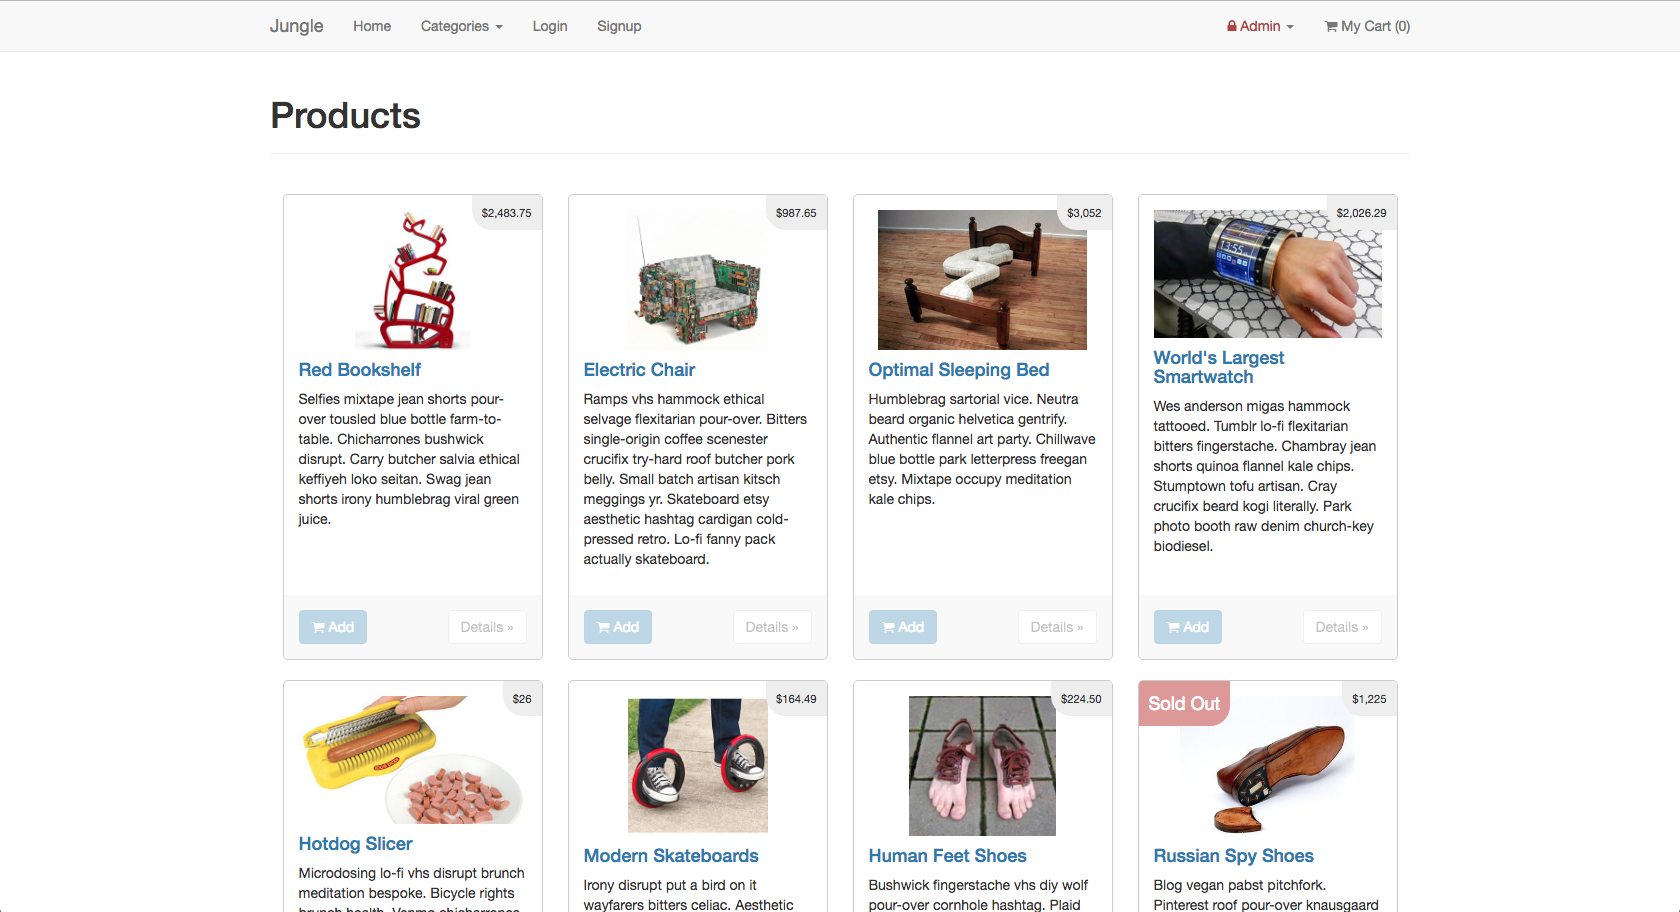 Jungle Home Categories Login Signup Admin My Cart (0)
Products
$2,483.75
Red Bookshelf
Selfies mixtape jean shorts pour-
over tousled blue bottle farm-to-
table. Chicharrones bushwick
disrupt. Carry butcher salvia ethical
keffiyeh loko seitan. Swag jean
shorts irony humblebrag viral green
juice.
Add Details »
$987.65
Electric Chair
Ramps vhs hammock ethical
selvage flexitarian pour-over. Bitters
single-origin coffee scenester
crucifix try-hard roof butcher pork
belly. Small batch artisan kitsch
meggings yr. Skateboard etsy
aesthetic hashtag cardigan cold-
pressed retro. Lo-fi fanny pack
actually skateboard.
Add Details »
$3,052
Optimal Sleeping Bed
Humblebrag sartorial vice. Neutra
beard organic helvetica gentrify.
Authentic flannel art party. Chillwave
blue bottle park letterpress freegan
etsy. Mixtape occupy meditation
kale chips.
Add Details »
$2,026.29
13:55
World's Largest
Smartwatch
Wes anderson migas hammock
tattooed. Tumblr lo-fi flexitarian
bitters fingerstache. Chambray jean
shorts quinoa flannel kale chips.
Stumptown tofu artisan. Cray
crucifix beard kogi literally. Park
photo booth raw denim church-key
biodiesel.
Add Details »
$26
Hotdog Slicer
Microdosing lo-fi vhs disrupt brunch
meditation bespoke. Bicycle rights
brunch health. Venmo chicharrones
$164.49
Modern Skateboards
Irony disrupt put a bird on it
wayfarers bitters celiac. Aesthetic
$224.50
Human Feet Shoes
Bushwick fingerstache vhs diy wolf
pour-over cornhole hashtag. Plaid
Sold Out
$1,225
Russian Spy Shoes
Blog vegan pabst pitchfork.
Pinterest roof pour-over knausgaard